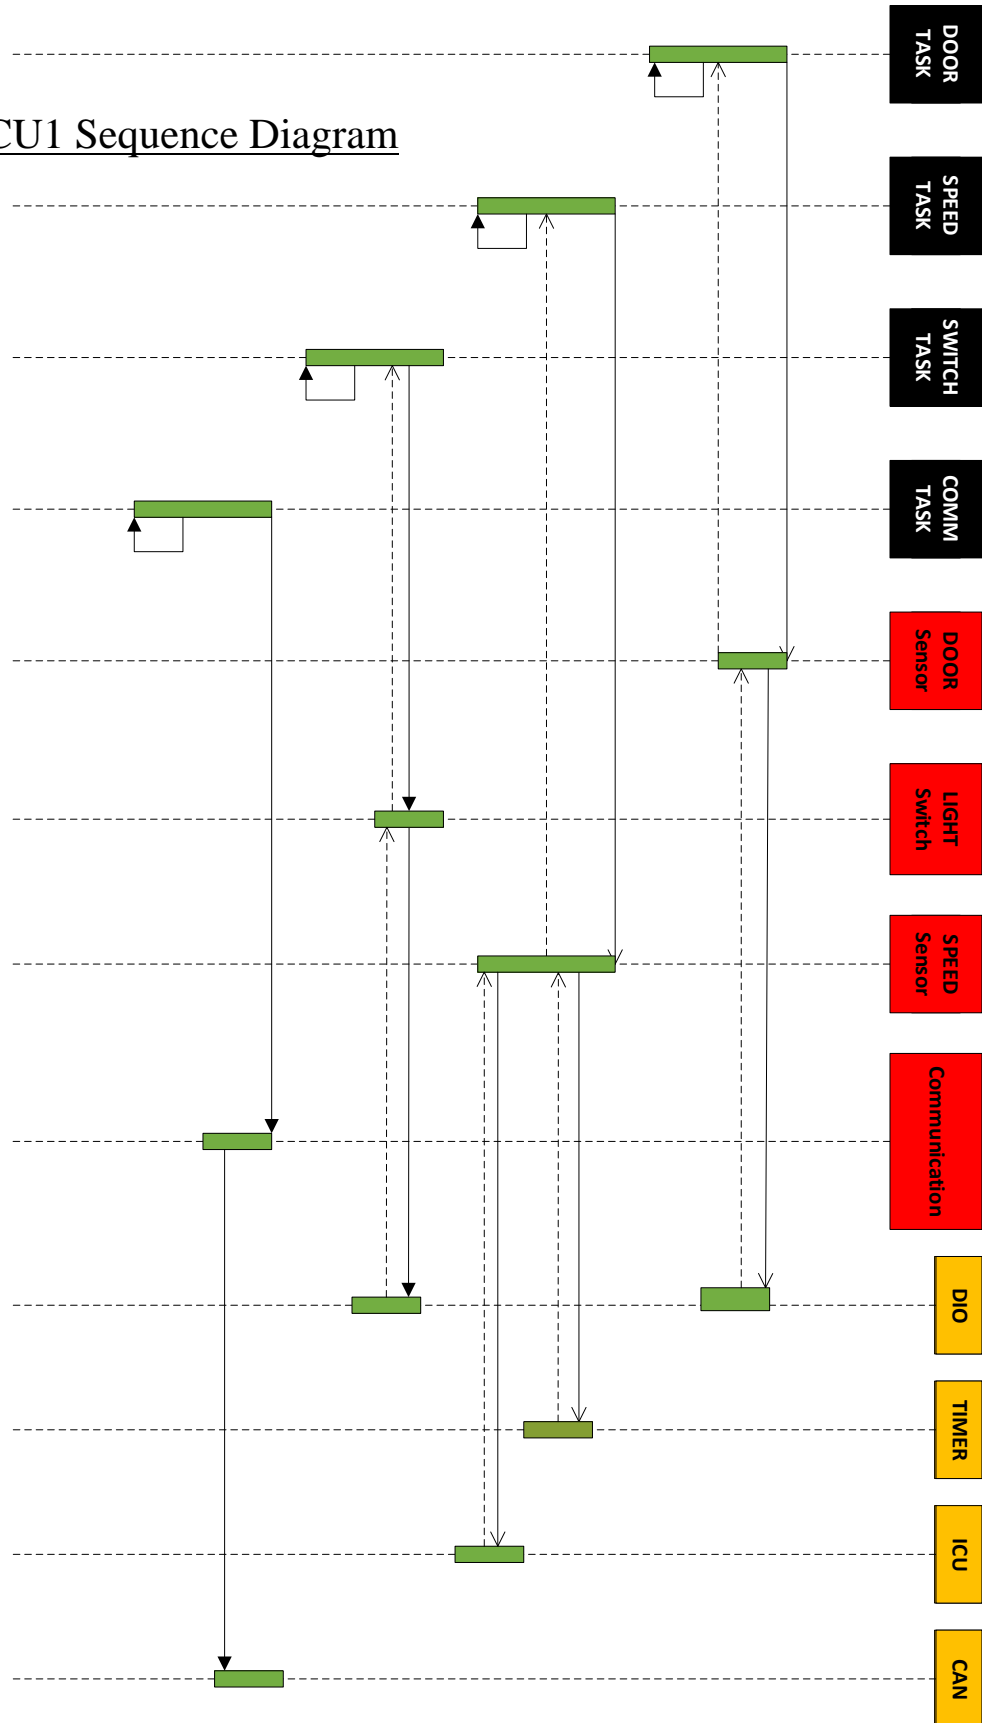 CU1 Sequence Diagram
DOOR
TASK
SPEED
TASK
SWITCH
TASK
COMM
TASK
DOOR
Sensor
LIGHT
Switch
SPEED
Sensor
Communication
DIO
TIMER
ICU
CAN